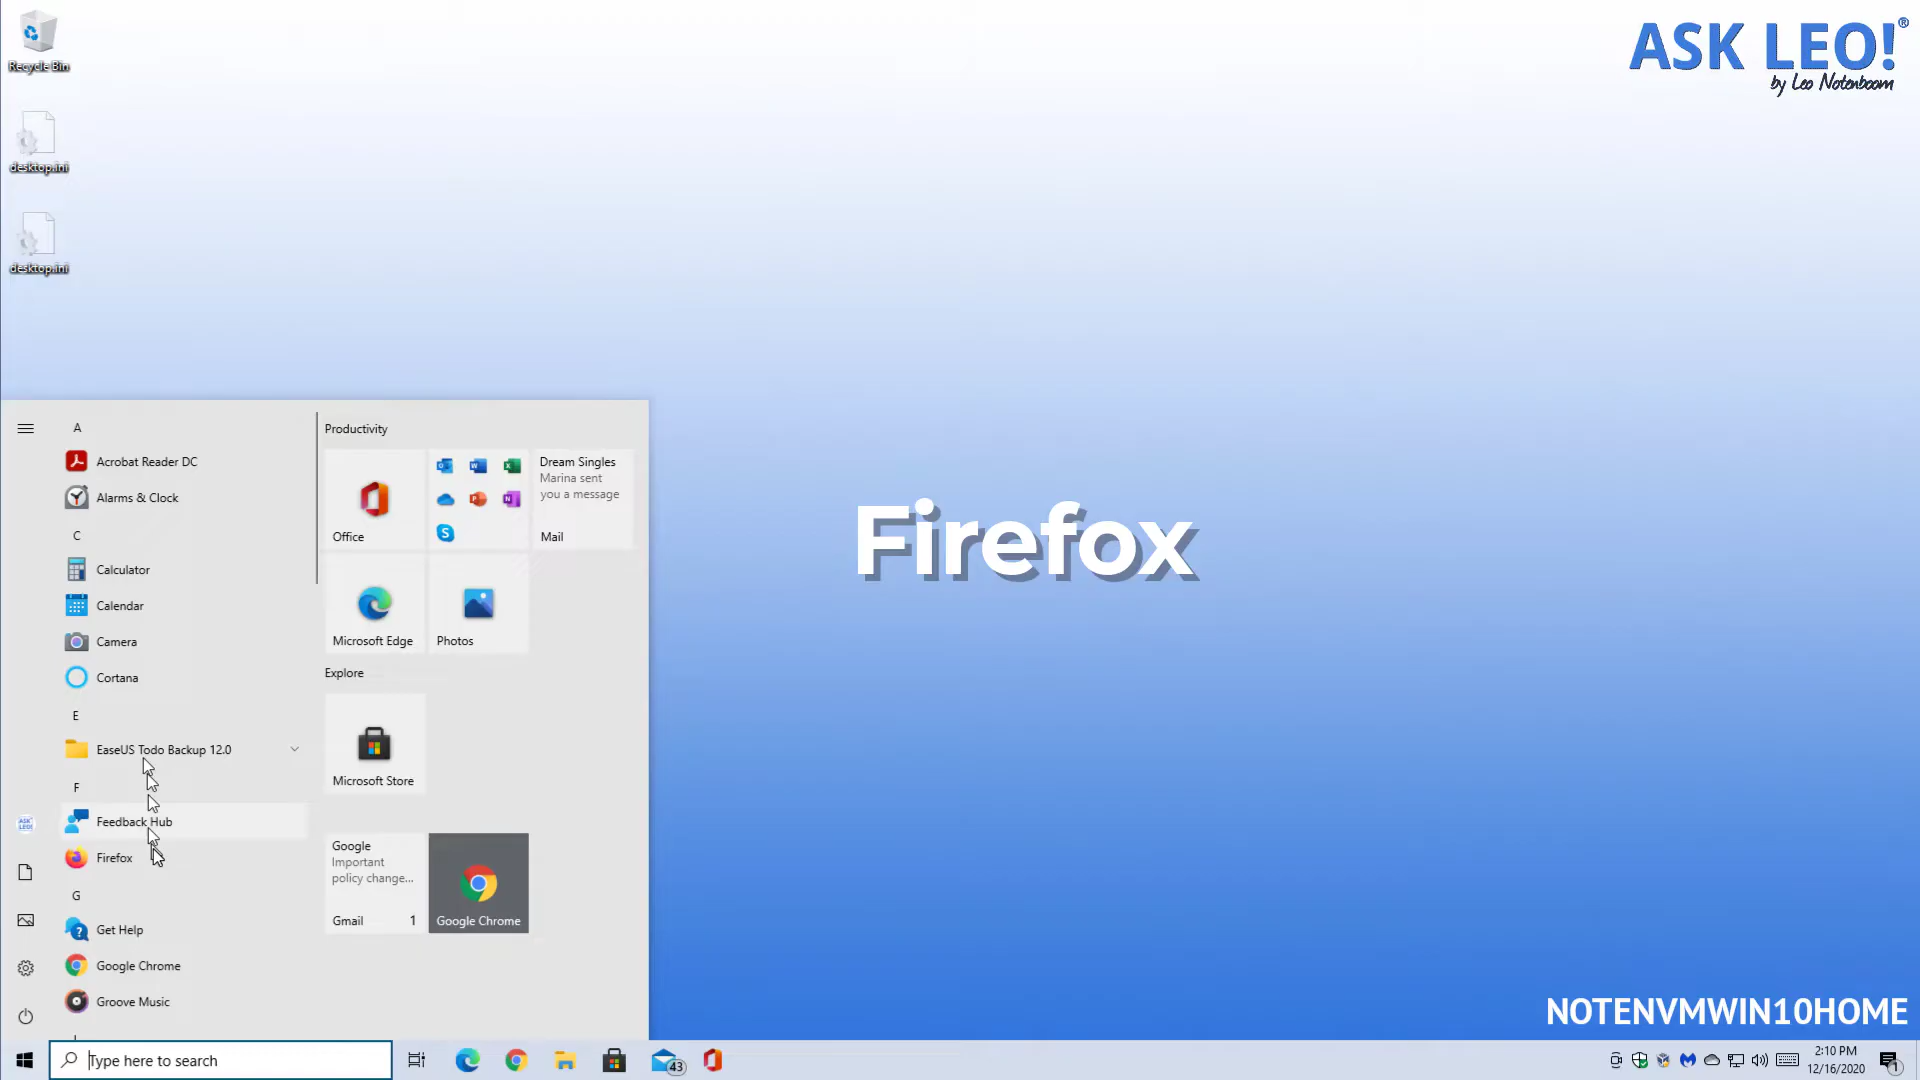 Recycle Bin
desktop.ini
desktop.ini
ASK LEO!®
by Leo Notenboom
A
Acrobat Reader DC
Alarms & Clock
C
Calculator
Calendar
Camera
Cortana
E
EaseUS Todo Backup 12.0
F
Feedback Hub
Firefox
G
Get Help
Google Chrome
Groove Music
ASK
LEO!
Productivity
Office
Dream Singles
Marina sent
you a message
Mail
Microsoft Edge
Photos
Explore
Microsoft Store
Google
Important
policy change...
Gmail 1
Google Chrome
Firefox
NOTENVMWIN10HOME
Type here to search
43
2:10 PM
12/16/2020
1